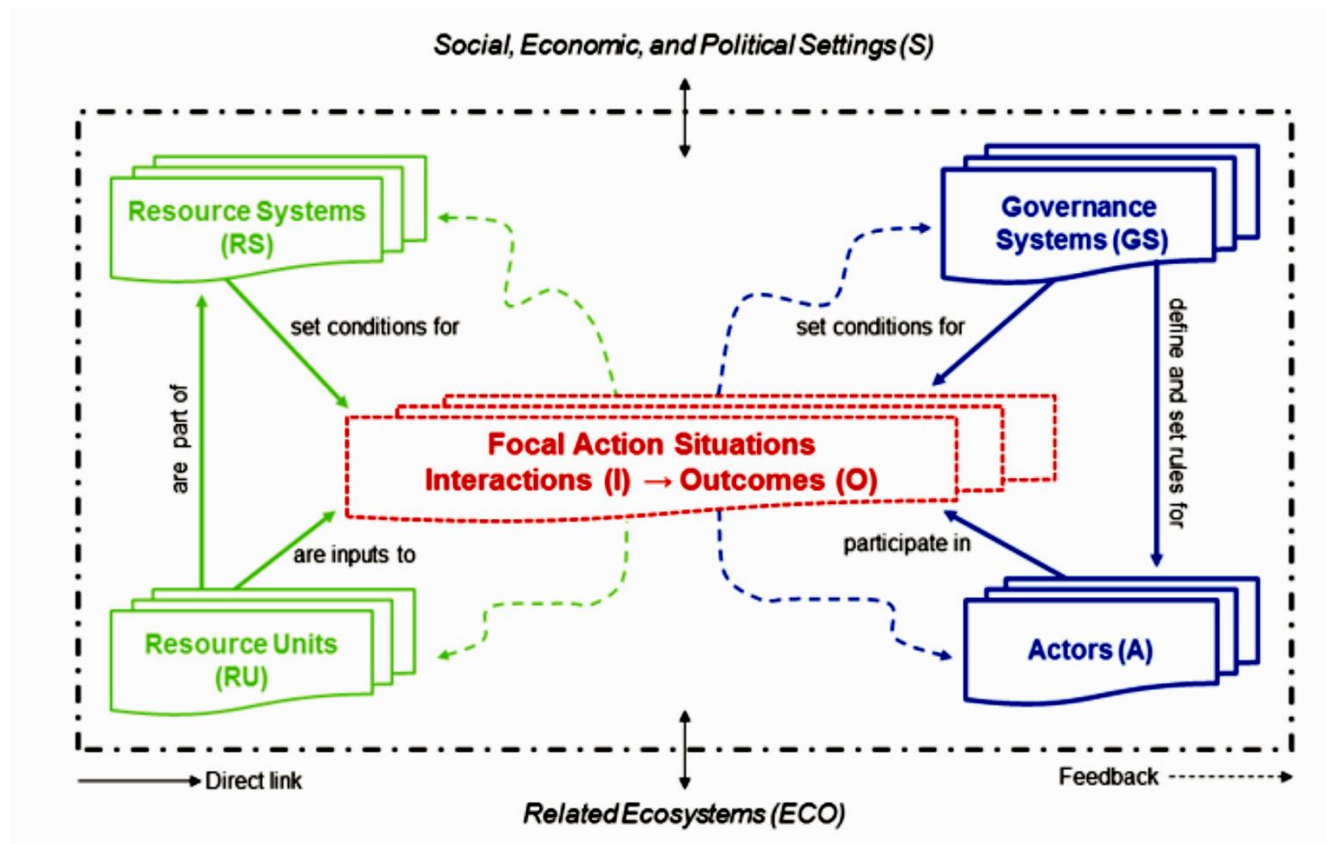 Social, Economic, and Political Settings (S)
Resource Systems
(RS)
Governance
Systems (GS)
set conditions for
set conditions for
define and set rules for
are part of
Focal Action Situations
Interactions (I) → Outcomes (O)
are inputs to
participate in
Resource Units
(RU)
Actors (A)
Direct link
Feedback
Related Ecosystems (ECO)